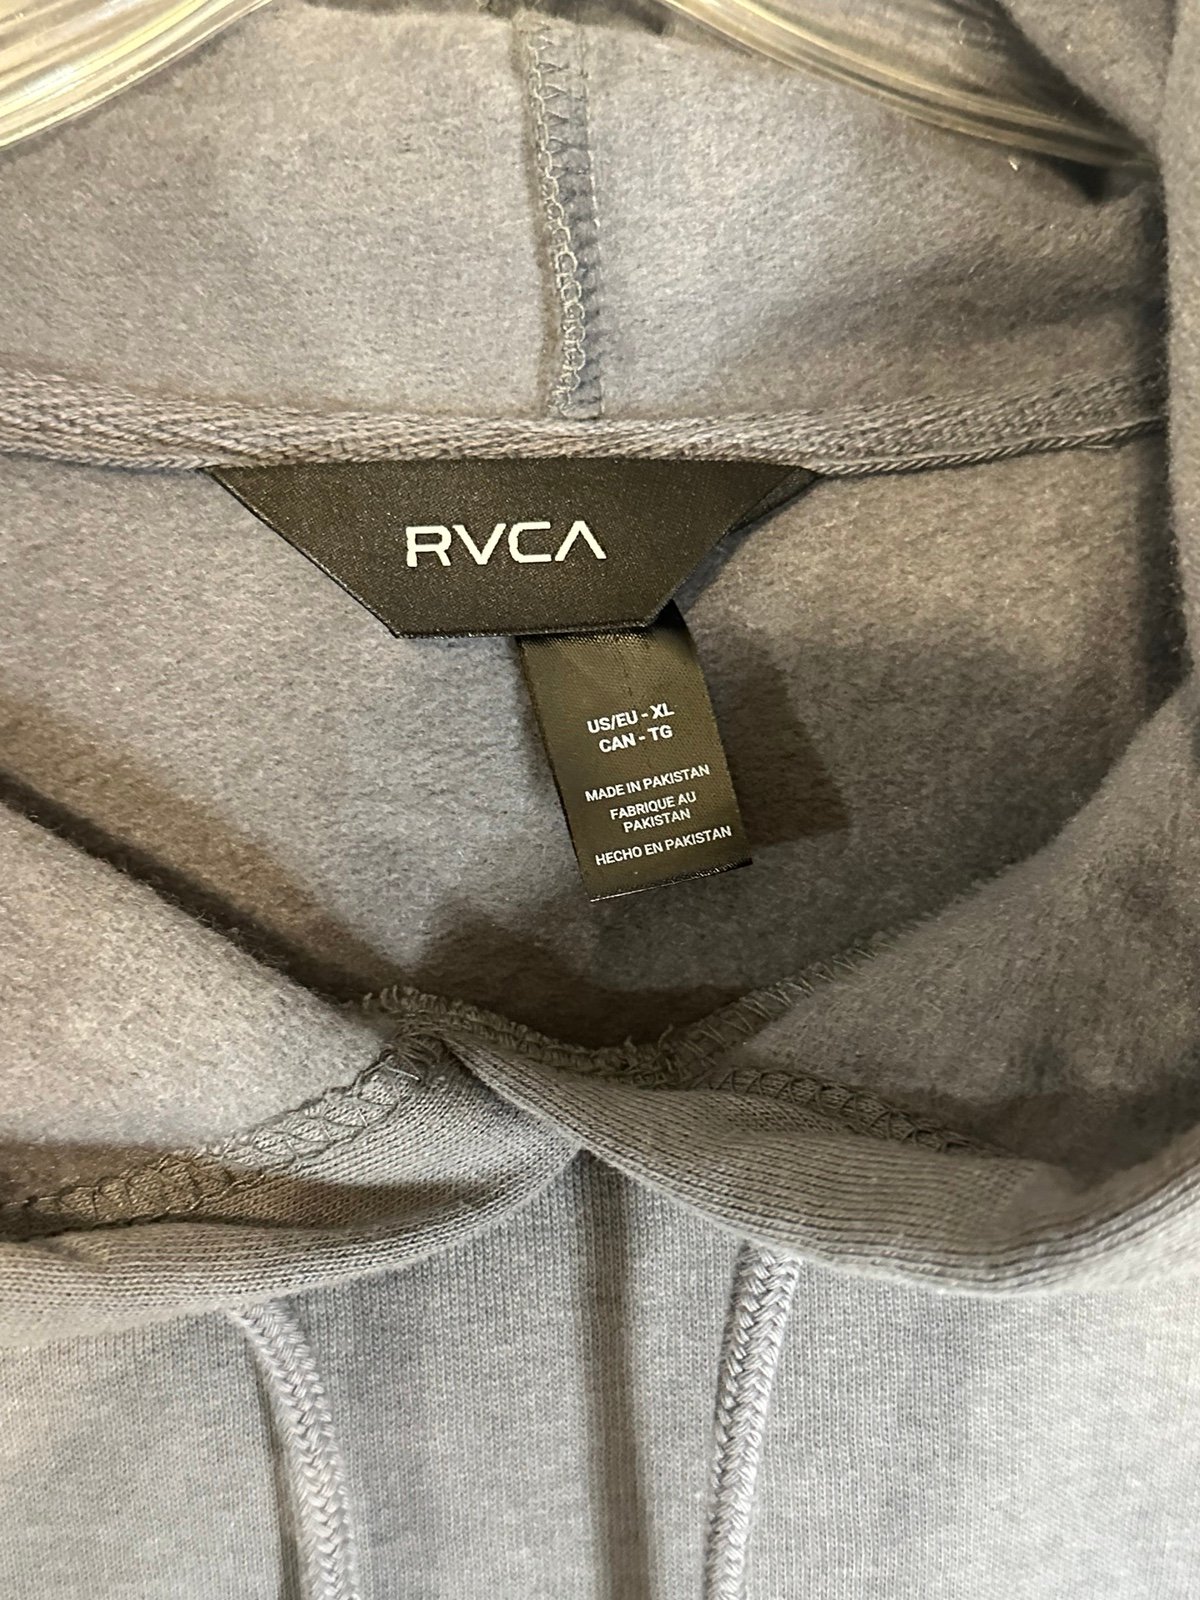 RVCA
US/EU - XL
CAN - TG
MADE IN PAKISTAN
FABRIQUE AU
PAKISTAN
HECHO EN PAKISTAN